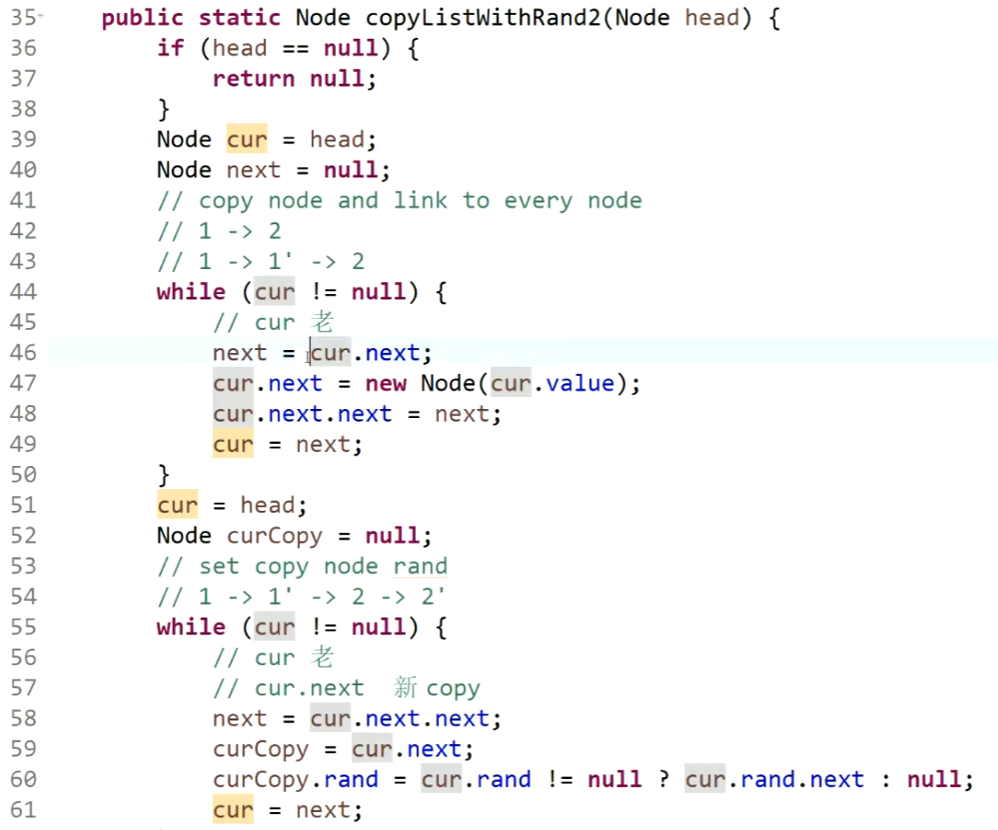 35 public static Node copyListWithRand2(Node head) {
36 if (head == null) {
37 return null;
38 }
39 Node cur = head;
40 Node next = null;
41 // copy node and link to every node
42 // 1 -> 2
43 // 1 -> 1' -> 2
44 while (cur != null) {
45 // cur 老
46 next = cur.next;
47 cur.next = new Node(cur.value);
48 cur.next.next = next;
49 cur = next;
50 }
51 cur = head;
52 Node curCopy = null;
53 // set copy node rand
54 // 1 -> 1' -> 2 -> 2'
55 while (cur != null) {
56 // cur 老
57 // cur.next 新 copy
58 next = cur.next.next;
59 curCopy = cur.next;
60 curCopy.rand = cur.rand != null ? cur.rand.next : null;
61 cur = next;